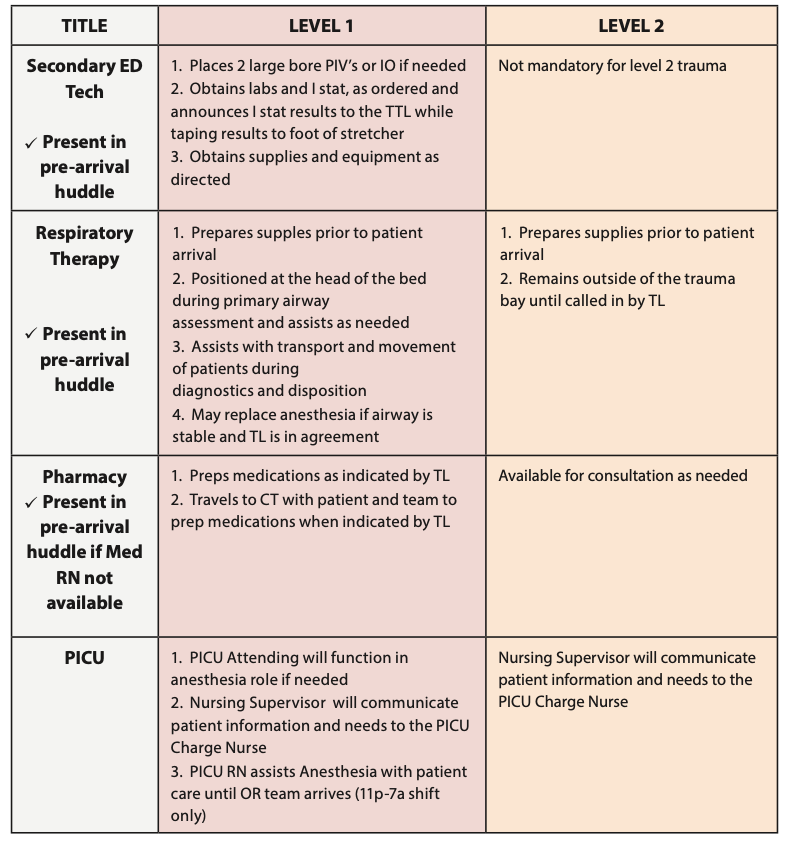 TITLE
LEVEL 1
LEVEL 2
Secondary ED
Tech
✓ Present in
pre-arrival
huddle
1. Places 2 large bore PIV's or IO if needed
2. Obtains labs and I stat, as ordered and
announces I stat results to the TTL while
taping results to foot of stretcher
3. Obtains supplies and equipment as
directed
Not mandatory for level 2 trauma
Respiratory
Therapy
✓ Present in
pre-arrival
huddle
1. Prepares supples prior to patient
arrival
2. Positioned at the head of the bed
during primary airway
assessment and assists as needed
3. Assists with transport and movement
of patients during
diagnostics and disposition
4. May replace anesthesia if airway is
stable and TL is in agreement
1. Prepares supplies prior to patient
arrival
2. Remains outside of the trauma
bay until called in by TL
Pharmacy
✓ Present in
pre-arrival
huddle if Med
RN not
available
1. Preps medications as indicated by TL
2. Travels to CT with patient and team to
prep medications when indicated by TL
Available for consultation as needed
PICU
1. PICU Attending will function in
anesthesia role if needed
2. Nursing Supervisor will communicate
patient information and needs to the PICU
Charge Nurse
3. PICU RN assists Anesthesia with patient
care until OR team arrives (11p-7a shift
only)
Nursing Supervisor will communicate
patient information and needs to the
PICU Charge Nurse